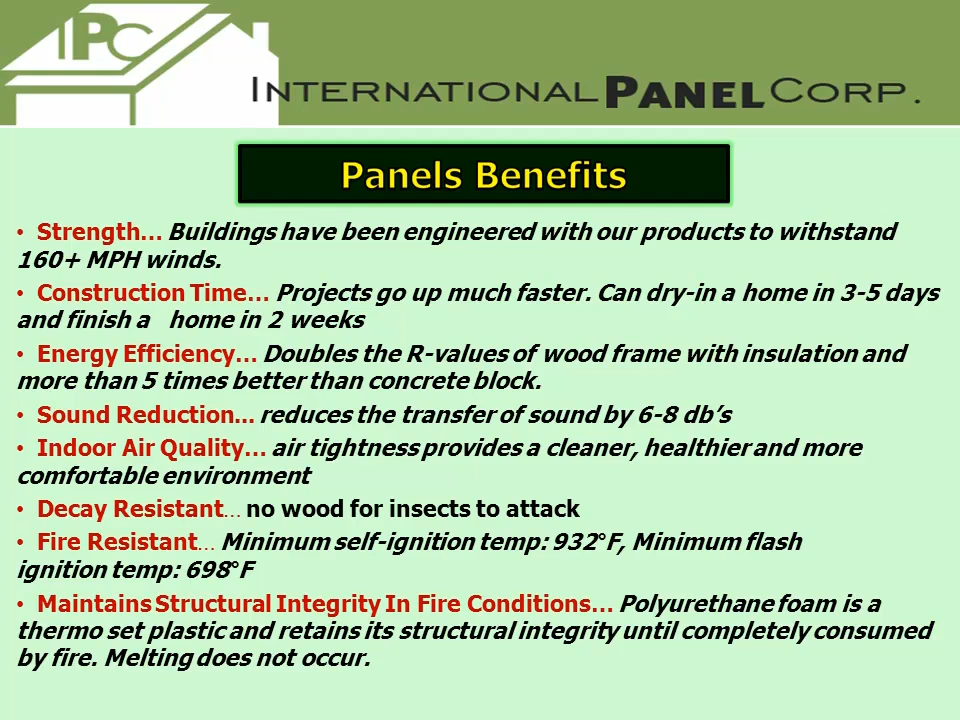 IPC
INTERNATIONAL PANEL CORP.
Panels Benefits
• Strength… Buildings have been engineered with our products to withstand
160+ MPH winds.
• Construction Time… Projects go up much faster. Can dry-in a home in 3-5 days
and finish a home in 2 weeks
• Energy Efficiency… Doubles the R-values of wood frame with insulation and
more than 5 times better than concrete block.
• Sound Reduction... reduces the transfer of sound by 6-8 db’s
• Indoor Air Quality… air tightness provides a cleaner, healthier and more
comfortable environment
• Decay Resistant… no wood for insects to attack
• Fire Resistant… Minimum self-ignition temp: 932°F, Minimum flash
ignition temp: 698°F
• Maintains Structural Integrity In Fire Conditions… Polyurethane foam is a
thermo set plastic and retains its structural integrity until completely consumed
by fire. Melting does not occur.